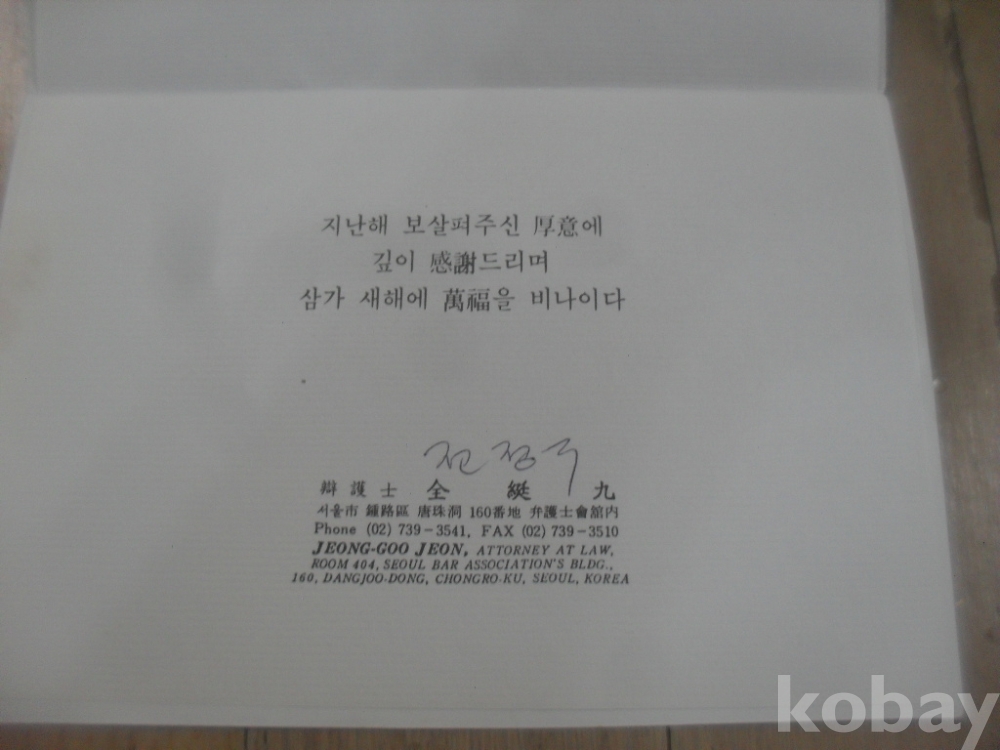 지난해 보살펴주신 厚意에
깊이 感謝드리며
삼가 새해에 萬福을 비나이다
전정구
辯護士 全 綎 九
서울市 鍾路區 唐珠洞 160番地 弁護士會舘内
Phone (02) 739-3541, FAX (02) 739-3510
JEONG-GOO JEON, ATTORNEY AT LAW,
ROOM 404, SEOUL BAR ASSOCIATION'S BLDG.,
160, DANGJOO-DONG, CHONGRO-KU, SEOUL, KOREA
kobay